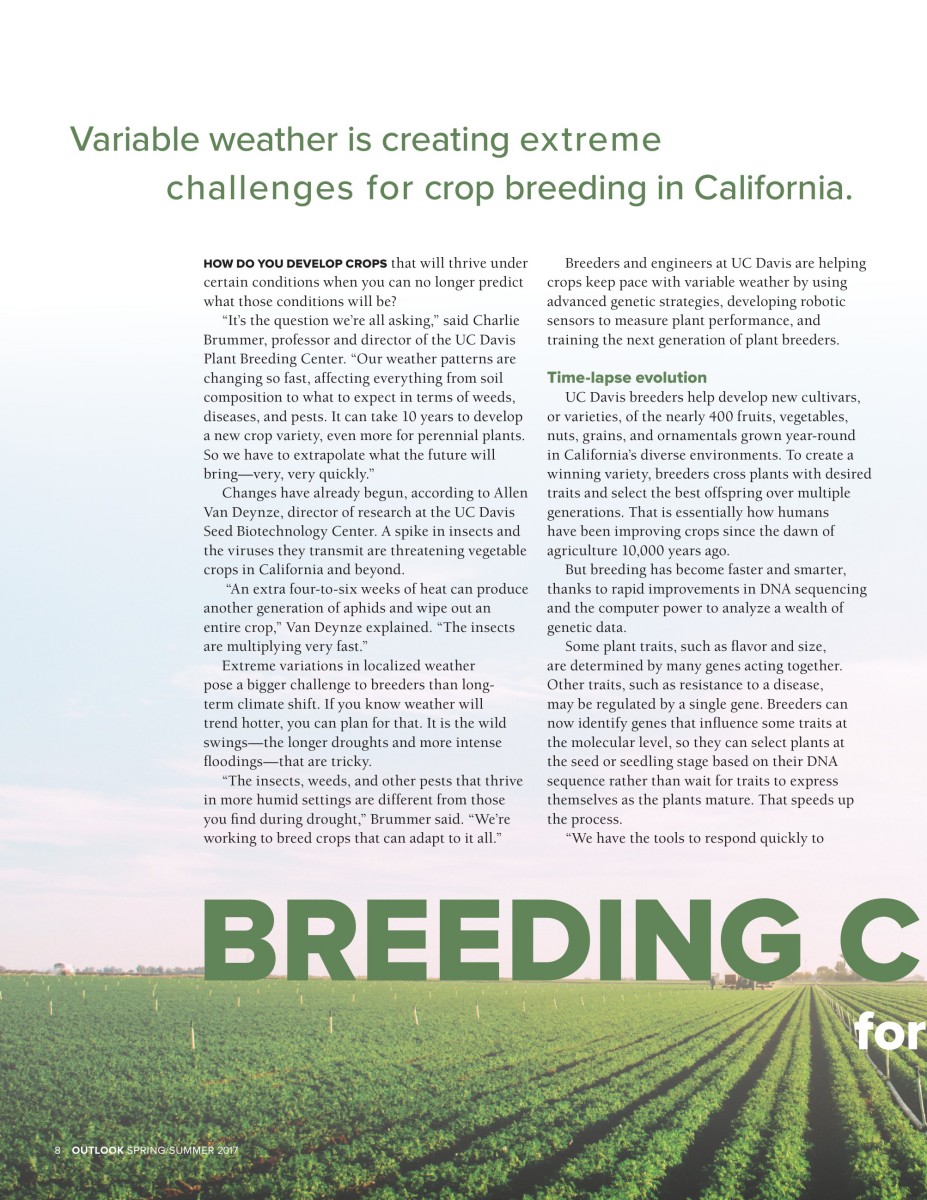 Variable weather is creating extreme
challenges for crop breeding in California.
HOW DO YOU DEVELOP CROPS that will thrive under
certain conditions when you can no longer predict
what those conditions will be?
“It’s the question we’re all asking,” said Charlie
Brummer, professor and director of the UC Davis
Plant Breeding Center. “Our weather patterns are
changing so fast, affecting everything from soil
composition to what to expect in terms of weeds,
diseases, and pests. It can take 10 years to develop
a new crop variety, even more for perennial plants.
So we have to extrapolate what the future will
bring—very, very quickly.”
Changes have already begun, according to Allen
Van Deynze, director of research at the UC Davis
Seed Biotechnology Center. A spike in insects and
the viruses they transmit are threatening vegetable
crops in California and beyond.
“An extra four-to-six weeks of heat can produce
another generation of aphids and wipe out an
entire crop,” Van Deynze explained. “The insects
are multiplying very fast.”
Extreme variations in localized weather
pose a bigger challenge to breeders than long-
term climate shift. If you know weather will
trend hotter, you can plan for that. It is the wild
swings—the longer droughts and more intense
floodings—that are tricky.
“The insects, weeds, and other pests that thrive
in more humid settings are different from those
you find during drought,” Brummer said. “We’re
working to breed crops that can adapt to it all.”
Breeders and engineers at UC Davis are helping
crops keep pace with variable weather by using
advanced genetic strategies, developing robotic
sensors to measure plant performance, and
training the next generation of plant breeders.
Time-lapse evolution
UC Davis breeders help develop new cultivars,
or varieties, of the nearly 400 fruits, vegetables,
nuts, grains, and ornamentals grown year-round
in California’s diverse environments. To create a
winning variety, breeders cross plants with desired
traits and select the best offspring over multiple
generations. That is essentially how humans
have been improving crops since the dawn of
agriculture 10,000 years ago.
But breeding has become faster and smarter,
thanks to rapid improvements in DNA sequencing
and the computer power to analyze a wealth of
genetic data.
Some plant traits, such as flavor and size,
are determined by many genes acting together.
Other traits, such as resistance to a disease,
may be regulated by a single gene. Breeders can
now identify genes that influence some traits at
the molecular level, so they can select plants at
the seed or seedling stage based on their DNA
sequence rather than wait for traits to express
themselves as the plants mature. That speeds up
the process.
“We have the tools to respond quickly to
BREEDING C
for
8 OUTLOOK SPRING/SUMMER 2017